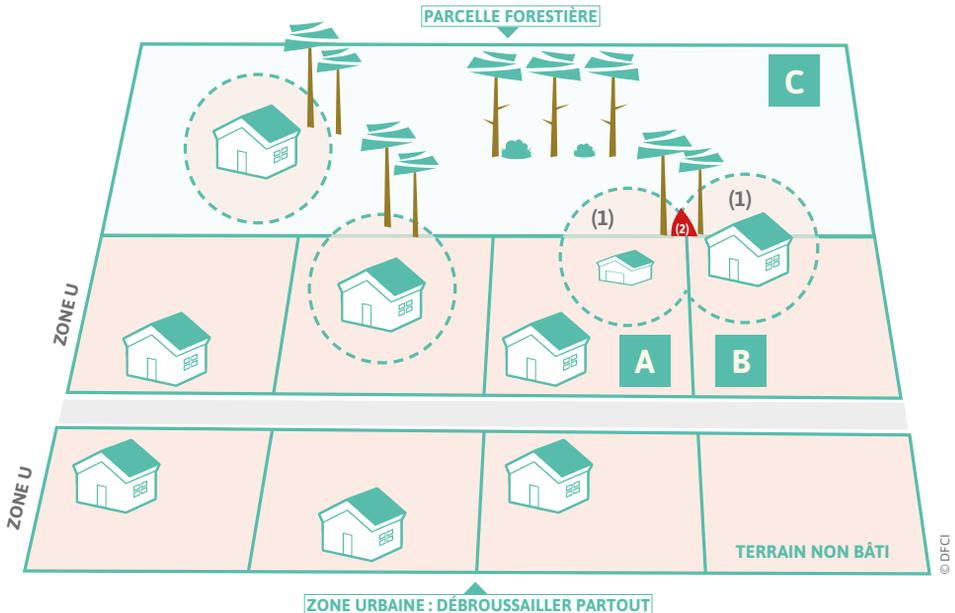 PARCELLE FORESTIÈRE
C
(1)
(1)
(2)
ZONE U
A
B
ZONE U
TERRAIN NON BÂTI
© DFCI
ZONE URBAINE : DÉBROUSSAILLER PARTOUT